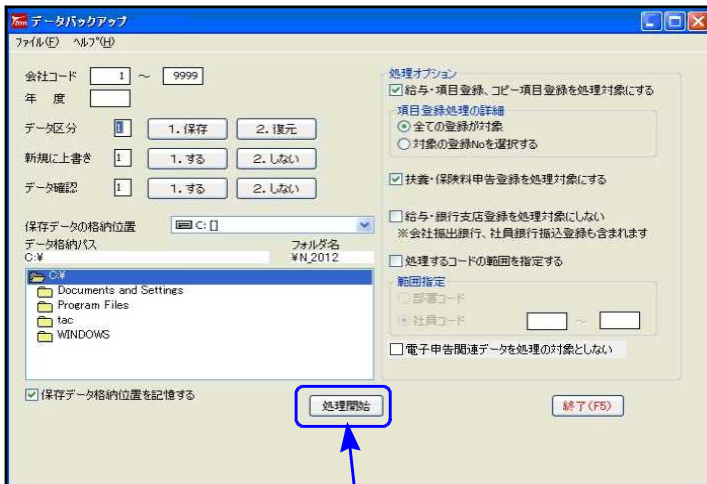 データバックアップ
ファイル(F) ヘルプ(H)
会社コード 1 ～ 9999
年 度
データ区分 1 1. 保存 2. 復元
新規に上書き 1 1. する 2. しない
データ確認 1 1. する 2. しない
保存データの格納位置 C: []
データ格納パス フォルダ名
C:¥ ¥N_2012
C:¥
Documents and Settings
Program Files
tac
WINDOWS
保存データ格納位置を記憶する
処理開始
処理オプション
給与・項目登録、コピー項目登録を処理対象にする
項目登録処理の詳細
全ての登録が対象
対象の登録Noを選択する
扶養・保険料申告登録を処理対象にする
給与・銀行支店登録を処理対象にしない
※会社振出銀行、社員銀行振込登録も含まれます
処理するコードの範囲を指定する
範囲指定
部署コード
社員コード ～
電子申告関連データを処理の対象としない
終了(F5)